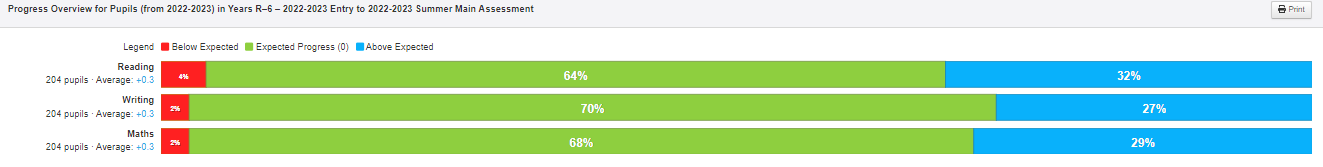 Progress Overview for Pupils (from 2022-2023) in Years R–6 – 2022-2023 Entry to 2022-2023 Summer Main Assessment
Print
Legend Below Expected Expected Progress (0) Above Expected
Reading
204 pupils · Average: +0.3
4% 64% 32%
Writing
204 pupils · Average: +0.3
2% 70% 27%
Maths
204 pupils · Average: +0.3
2% 68% 29%